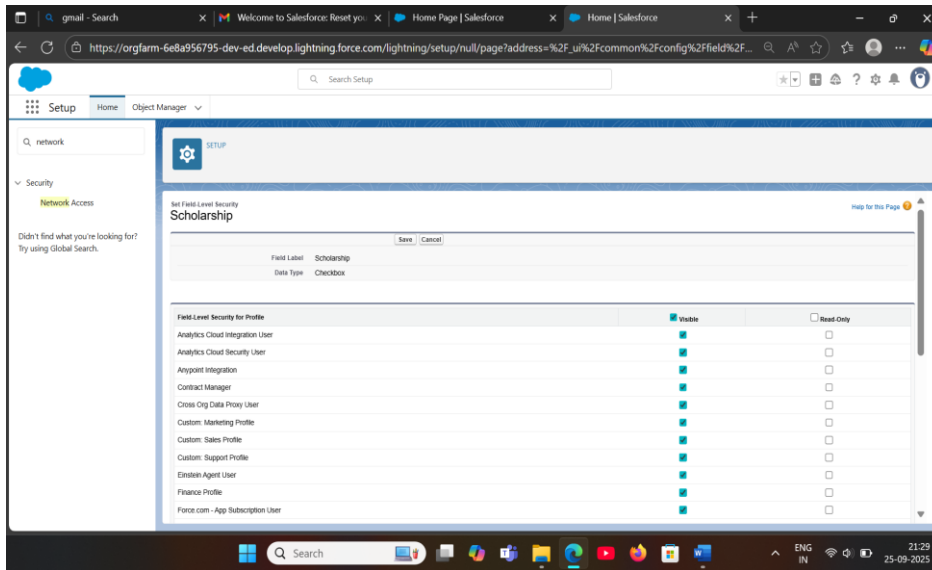 gmail - Search
Welcome to Salesforce: Reset you
Home Page | Salesforce
Home | Salesforce
https://orgfarm-6e8a956795-dev-ed.develop.lightning.force.com/lightning/setup/null/page?address=%2F_ui%2Fcommon%2Fconfig%2Ffield%2F...
Search Setup
Setup Home Object Manager
network
SETUP
Security
Network Access
Didn't find what you're looking for?
Try using Global Search.
Set Field-Level Security
Scholarship
Help for this Page
Save Cancel
Field Label Scholarship
Data Type Checkbox
Field-Level Security for Profile Visible Read-Only
Analytics Cloud Integration User
Analytics Cloud Security User
Anypoint Integration
Contract Manager
Cross Org Data Proxy User
Custom: Marketing Profile
Custom: Sales Profile
Custom: Support Profile
Einstein Agent User
Finance Profile
Force.com - App Subscription User
Search
ENG
IN
21:29
25-09-2025